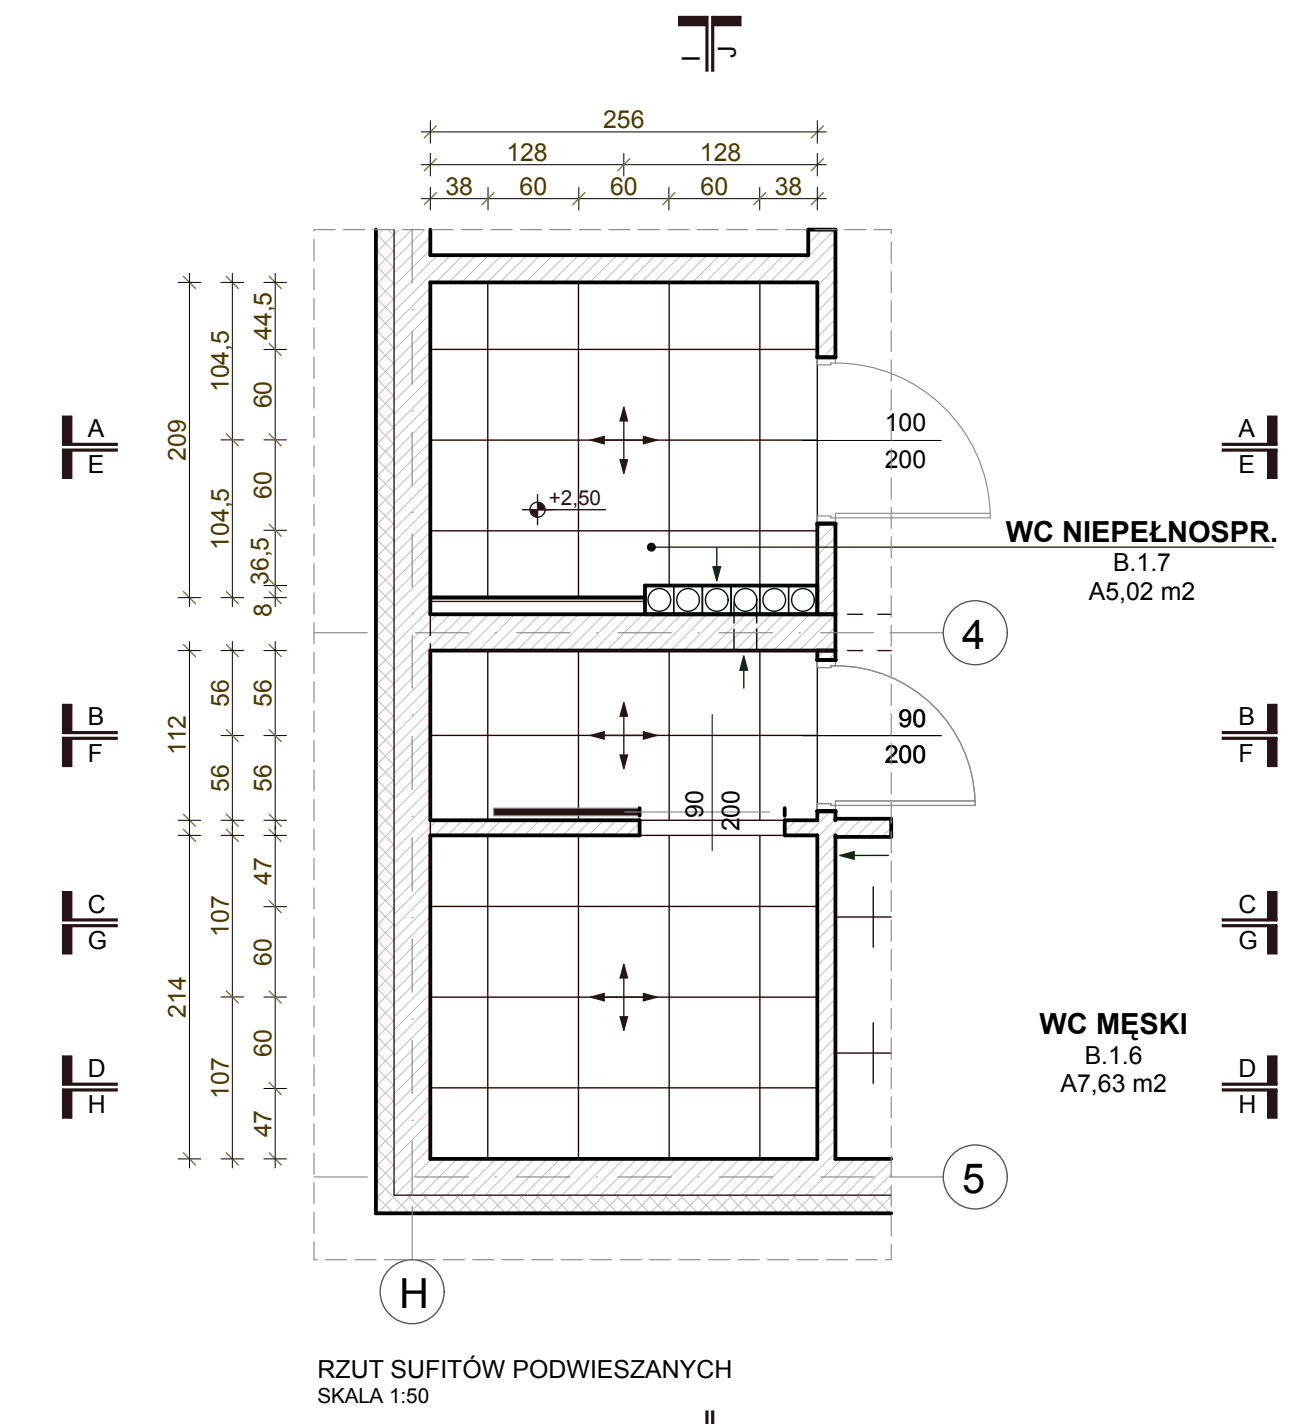 I
J
256
128
128
38
60
60
60
38
44,5
104,5
60
209
A
E
A
E
100
200
60
104,5
+2,50
36,5
8
WC NIEPEŁNOSPR.
B.1.7
A5,02 m2
4
56
56
112
56
56
B
F
B
F
90
200
90
200
47
107
60
C
G
C
G
214
60
107
47
WC MĘSKI
B.1.6
A7,63 m2
D
H
D
H
5
H
RZUT SUFITÓW PODWIESZANYCH
SKALA 1:50